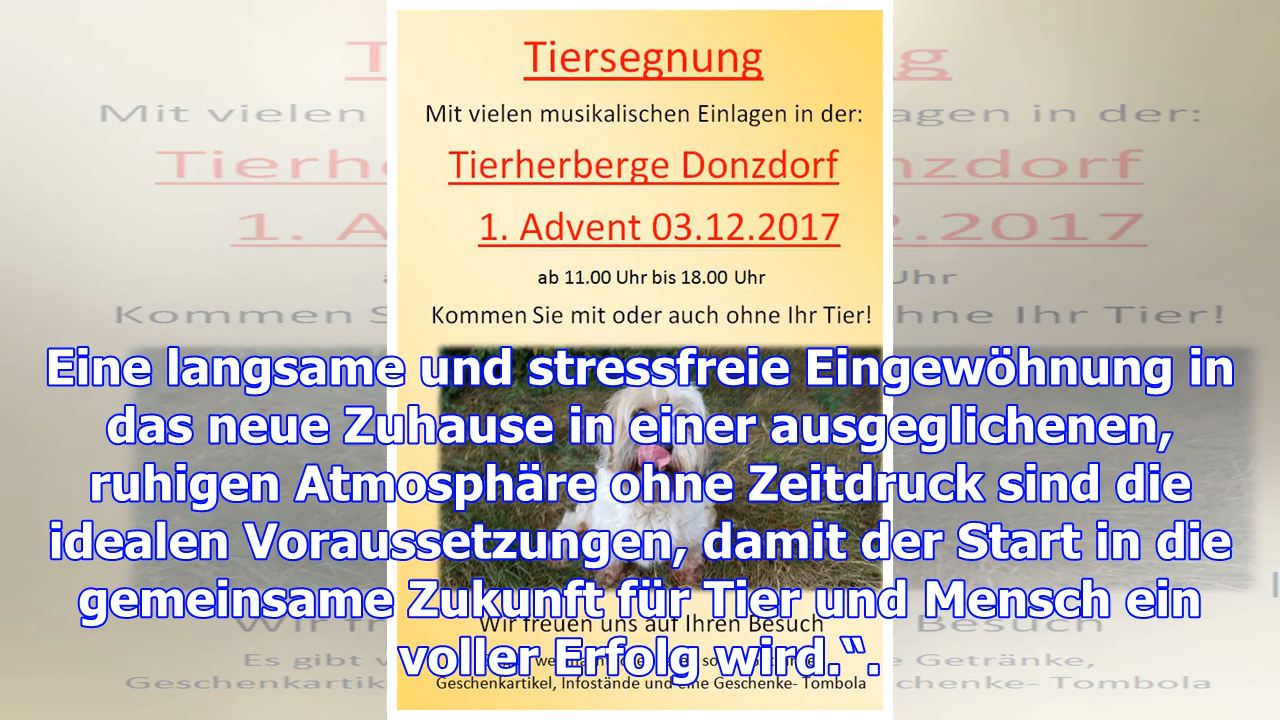 Tiersegnung
Mit vielen musikalischen Einlagen in der:
Tierherberge Donzdorf
1. Advent 03.12.2017
ab 11.00 Uhr bis 18.00 Uhr
Kommen Sie mit oder auch ohne Ihr Tier!
Eine langsame und stressfreie Eingewöhnung in
das neue Zuhause in einer ausgeglichenen,
ruhigen Atmosphäre ohne Zeitdruck sind die
idealen Voraussetzungen, damit der Start in die
gemeinsame Zukunft für Tier und Mensch ein
voller Erfolg wird.“.
Wir freuen uns auf Ihren Besuch
Es gibt Getränke,
Geschenkartikel, Infostände und eine Geschenke- Tombola